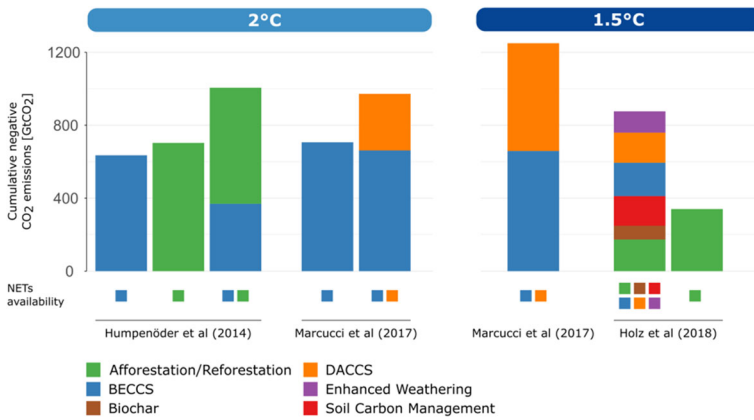 2°C
1.5°C
Cumulative negative
CO2 emissions [GtCO2]
1200
800
400
0
NETs
availability
Humpenöder et al (2014)
Marcucci et al (2017)
Marcucci et al (2017)
Holz et al (2018)
Afforestation/Reforestation
DACCS
BECCS
Enhanced Weathering
Biochar
Soil Carbon Management